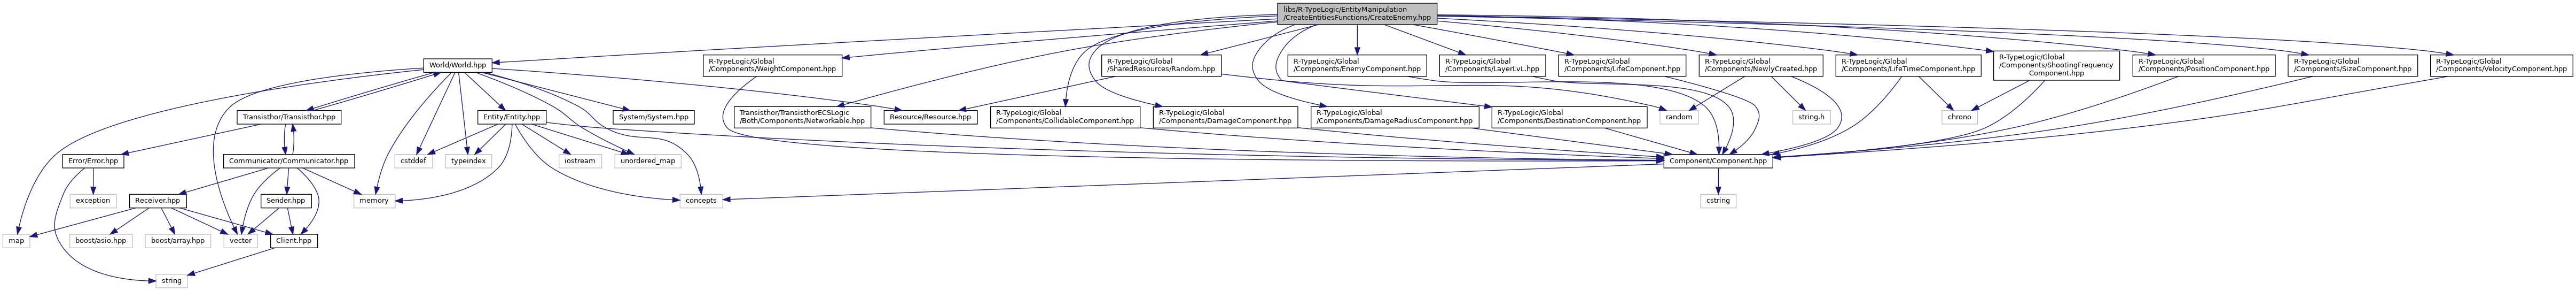 libs/R-TypeLogic/EntityManipulation
/CreateEntitiesFunctions/CreateEnemy.hpp
World/World.hpp
R-TypeLogic/Global
/Components/WeightComponent.hpp
R-TypeLogic/Global
/SharedResources/Random.hpp
R-TypeLogic/Global
/Components/EnemyComponent.hpp
R-TypeLogic/Global
/Components/LayerLvL.hpp
R-TypeLogic/Global
/Components/LifeComponent.hpp
R-TypeLogic/Global
/Components/NewlyCreated.hpp
R-TypeLogic/Global
/Components/LifeTimeComponent.hpp
R-TypeLogic/Global
/Components/ShootingFrequency
Component.hpp
R-TypeLogic/Global
/Components/PositionComponent.hpp
R-TypeLogic/Global
/Components/SizeComponent.hpp
R-TypeLogic/Global
/Components/VelocityComponent.hpp
Transisthor/Transisthor.hpp
Entity/Entity.hpp
System/System.hpp
Transisthor/TransisthorECSLogic
/Both/Components/Networkable.hpp
Resource/Resource.hpp
R-TypeLogic/Global
/Components/CollidableComponent.hpp
R-TypeLogic/Global
/Components/DamageComponent.hpp
R-TypeLogic/Global
/Components/DamageRadiusComponent.hpp
R-TypeLogic/Global
/Components/DestinationComponent.hpp
random
string.h
chrono
Error/Error.hpp
Communicator/Communicator.hpp
cstddef
typeindex
iostream
unordered_map
Component/Component.hpp
exception
Receiver.hpp
Sender.hpp
memory
concepts
cstring
map
boost/asio.hpp
boost/array.hpp
vector
Client.hpp
string